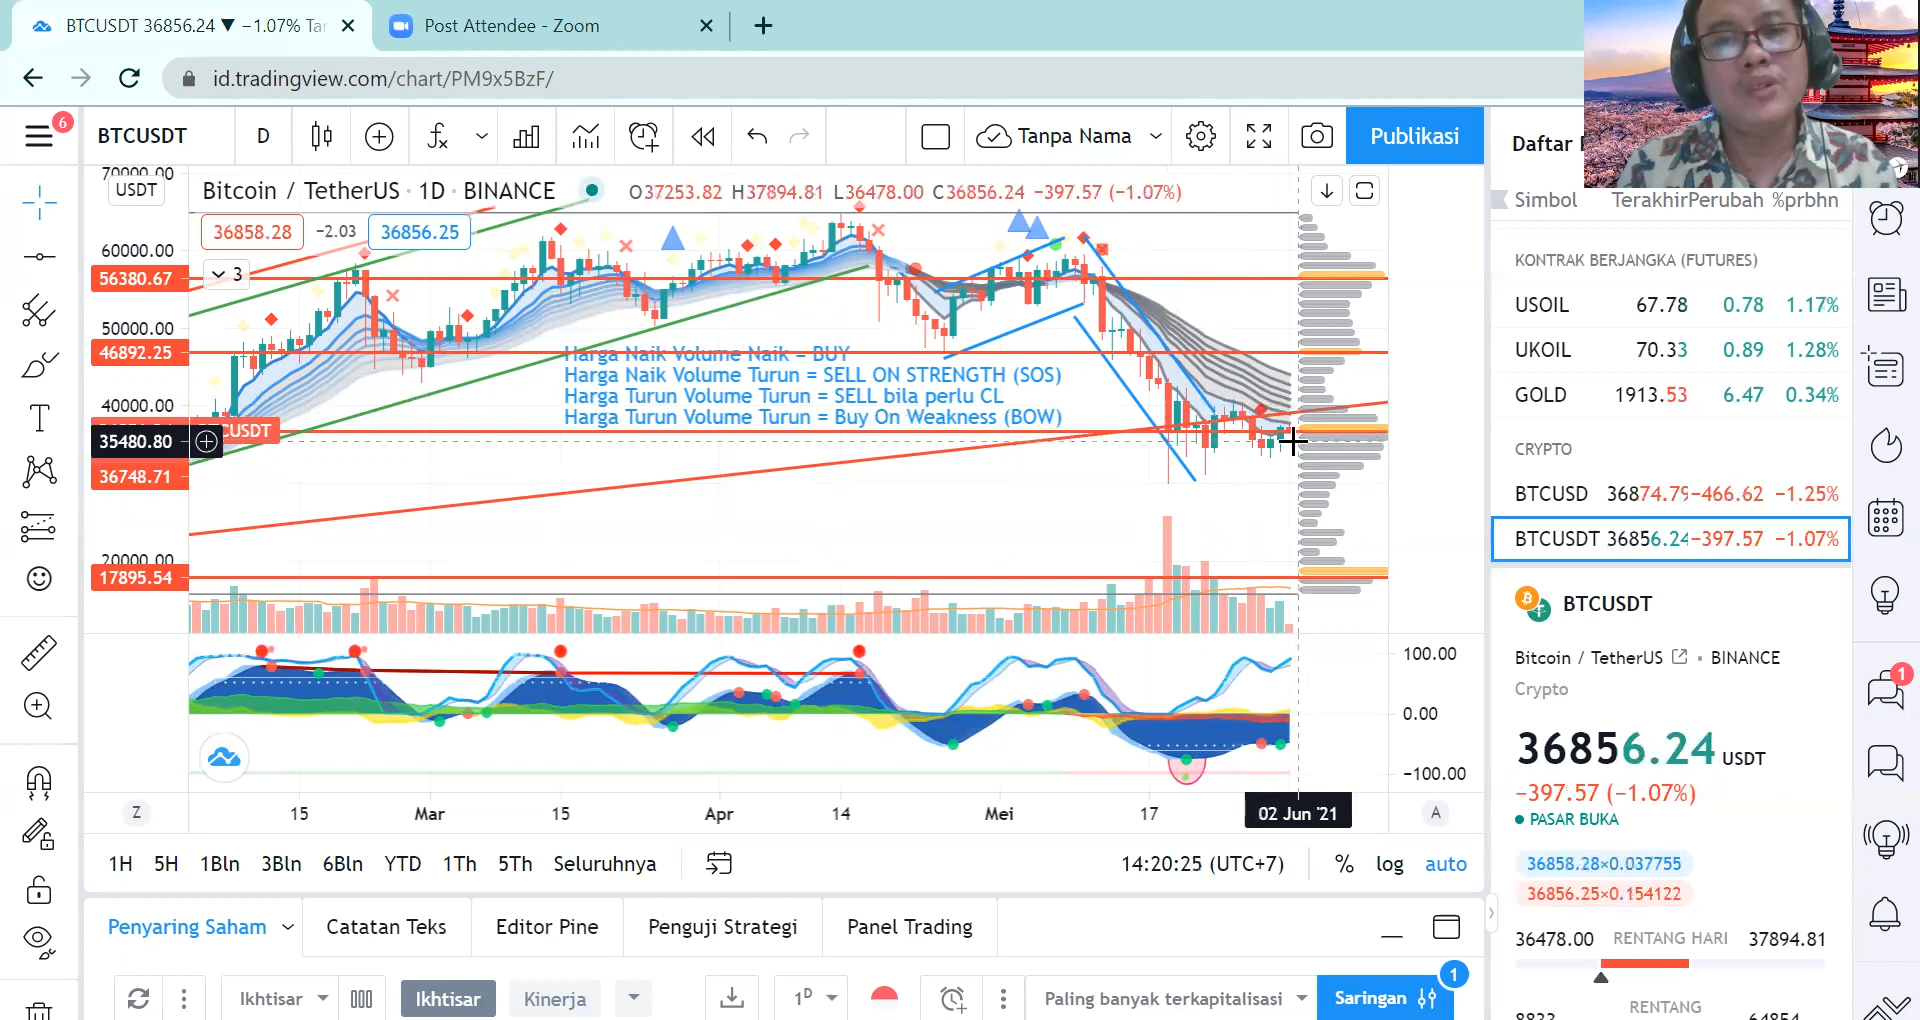 BTCUSDT 36856.24 ▼ −1.07% Tan
Post Attendee - Zoom
id.tradingview.com/chart/PM9x5BzF/
6
BTCUSDT
D
Tanpa Nama
Publikasi
Daftar
70000.00
USDT
Bitcoin / TetherUS · 1D · BINANCE
O37253.82 H37894.81 L36478.00 C36856.24 −397.57 (−1.07%)
36858.28
−2.03
36856.25
3
60000.00
56380.67
50000.00
46892.25
40000.00
CUSDT
35480.80
36748.71
20000.00
17895.54
Harga Naik Volume Naik = BUY
Harga Naik Volume Turun = SELL ON STRENGTH (SOS)
Harga Turun Volume Turun = SELL bila perlu CL
Harga Turun Volume Turun = Buy On Weakness (BOW)
100.00
0.00
−100.00
Z
15
Mar
15
Apr
14
Mei
17
02 Jun '21
A
1H 5H 1Bln 3Bln 6Bln YTD 1Th 5Th Seluruhnya
14:20:25 (UTC+7)
% log auto
Penyaring Saham
Catatan Teks
Editor Pine
Penguji Strategi
Panel Trading
Ikhtisar
Ikhtisar
Kinerja
1D
Paling banyak terkapitalisasi
Saringan
1
Simbol Terakhir Perubah %prbhn
KONTRAK BERJANGKA (FUTURES)
USOIL 67.78 0.78 1.17%
UKOIL 70.33 0.89 1.28%
GOLD 1913.53 6.47 0.34%
CRYPTO
BTCUSD 36874.79 −466.62 −1.25%
BTCUSDT 36856.24 −397.57 −1.07%
BTCUSDT
Bitcoin / TetherUS • BINANCE
Crypto
36856.24 USDT
−397.57 (−1.07%)
PASAR BUKA
36858.28×0.037755
36856.25×0.154122
36478.00 RENTANG HARI 37894.81
RENTANG
1